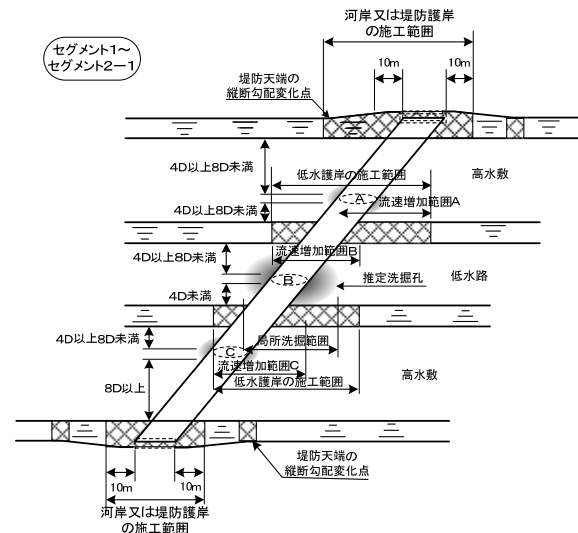 河岸又は堤防護岸
の施工範囲
セグメント1～
セグメント2ー1
10m
10m
堤防天端の
縦断勾配変化点
4D以上8D未満
低水護岸の施工範囲
高水敷
A
流速増加範囲A
4D以上8D未満
4D以上8D未満
流速増加範囲B
B
推定洗掘孔
低水路
4D未満
4D以上8D未満
局所洗掘範囲
C
流速増加範囲C
高水敷
8D以上
低水護岸の施工範囲
堤防天端の
縦断勾配変化点
10m
10m
河岸又は堤防護岸
の施工範囲